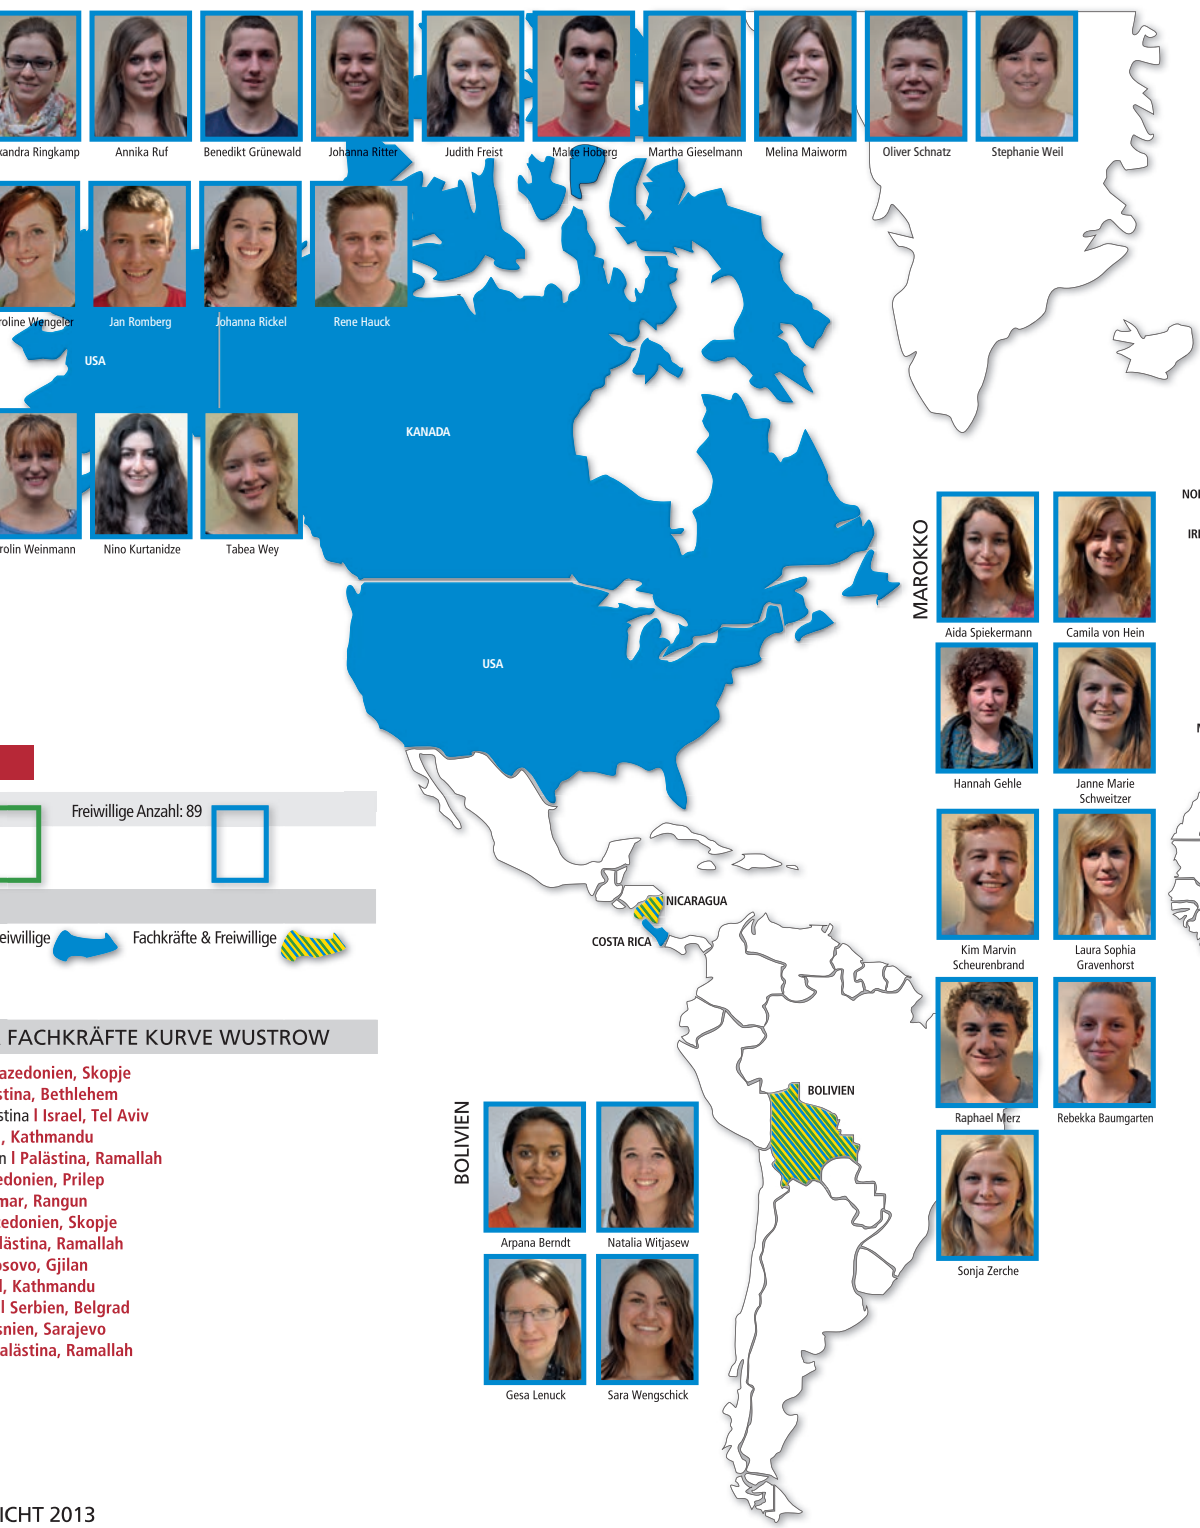 xandra Ringkamp
Annika Ruf
Benedikt Grünewald
Johanna Ritter
Judith Freist
Malte Hoberg
Martha Gieselmann
Melina Maiworm
Oliver Schnatz
Stephanie Weil
roline Wengeler
Jan Romberg
Johanna Rickel
Rene Hauck
USA
KANADA
rolin Weinmann
Nino Kurtanidze
Tabea Wey
USA
MAROKKO
Aida Spiekermann
Camila von Hein
Hannah Gehle
Janne Marie
Schweitzer
Kim Marvin
Scheurenbrand
Laura Sophia
Gravenhorst
Raphael Merz
Rebekka Baumgarten
Sonja Zerche
NICARAGUA
COSTA RICA
BOLIVIEN
BOLIVIEN
Arpana Berndt
Natalia Witjasew
Gesa Lenuck
Sara Wengschick
Freiwillige Anzahl: 89
eiwillige
Fachkräfte & Freiwillige
FACHKRÄFTE KURVE WUSTROW
azedonien, Skopje
stina, Bethlehem
stina l Israel, Tel Aviv
, Kathmandu
n l Palästina, Ramallah
edonien, Prilep
mar, Rangun
edonien, Skopje
lästina, Ramallah
osovo, Gjilan
l, Kathmandu
l Serbien, Belgrad
snien, Sarajevo
alästina, Ramallah
ICHT 2013